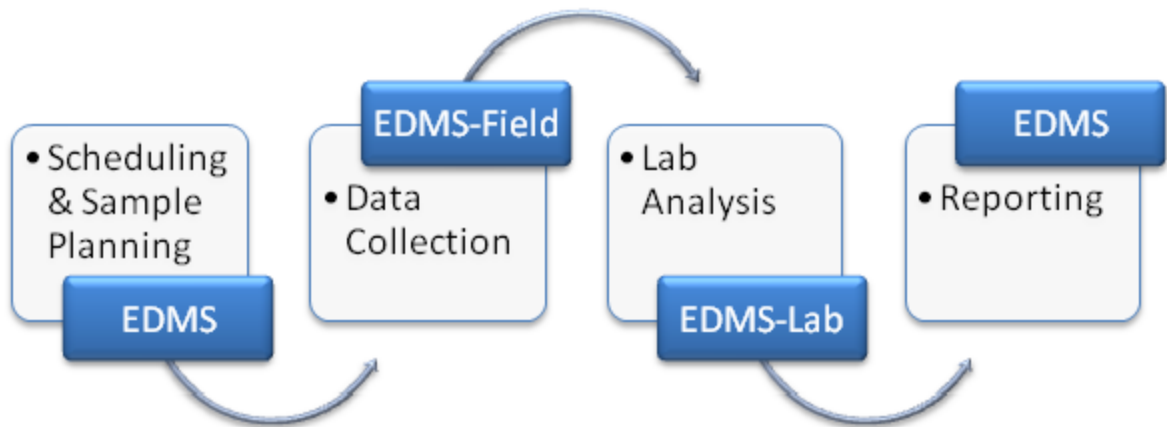 • Scheduling
& Sample
Planning
EDMS
EDMS-Field
• Data
Collection
• Lab
Analysis
EDMS-Lab
EDMS
• Reporting